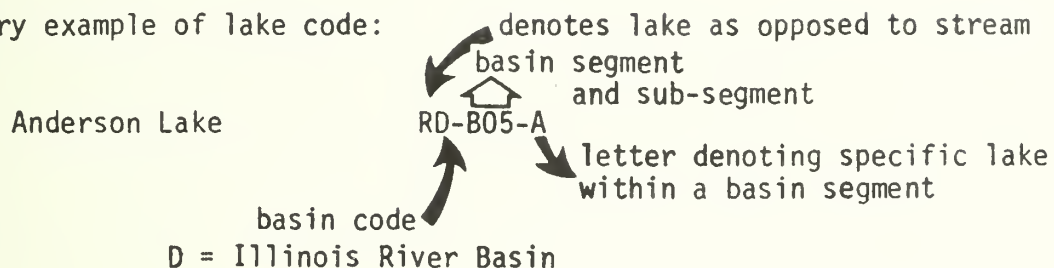 example of lake code: denotes lake as opposed to stream
basin segment
and sub-segment
Anderson Lake RD-B05-A
letter denoting specific lake
within a basin segment
basin code
D = Illinois River Basin